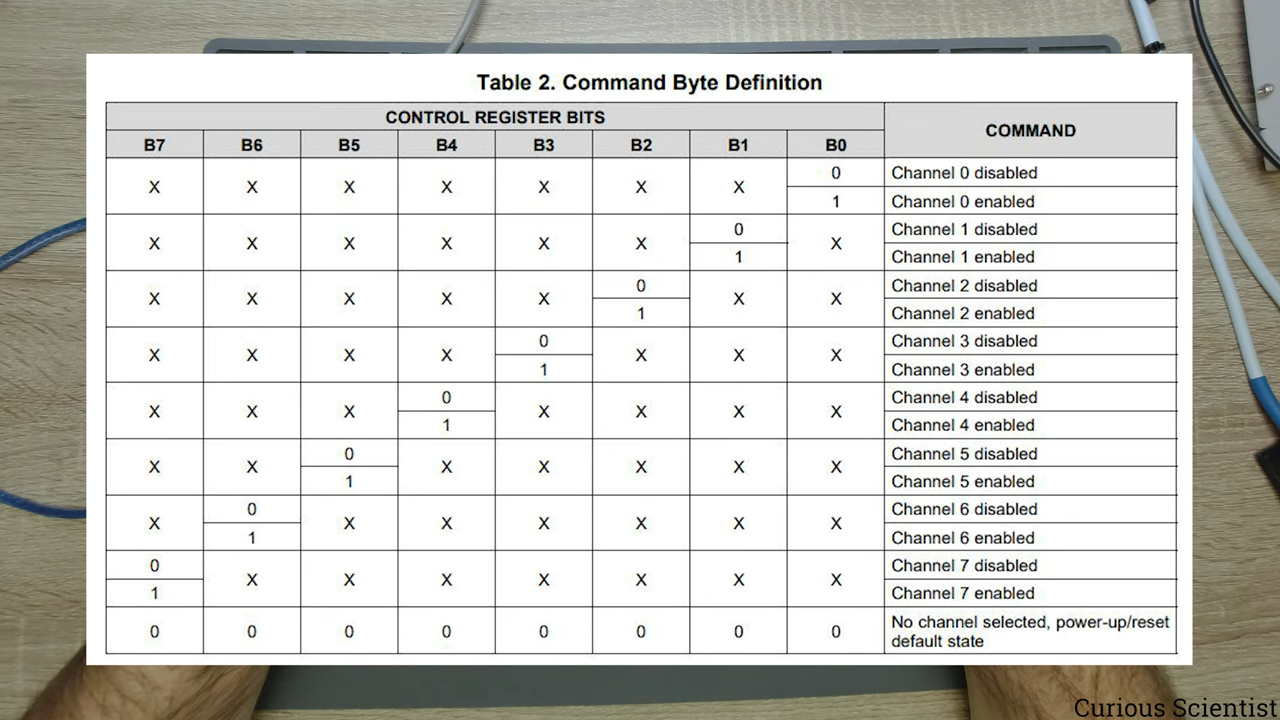 Table 2. Command Byte Definition
CONTROL REGISTER BITS
COMMAND
B7 B6 B5 B4 B3 B2 B1 B0
X X X X X X X 0 Channel 0 disabled
1 Channel 0 enabled
X X X X X X 0 X Channel 1 disabled
1 Channel 1 enabled
X X X X X 0 X X Channel 2 disabled
1 Channel 2 enabled
X X X X 0 X X X Channel 3 disabled
1 Channel 3 enabled
X X X 0 X X X X Channel 4 disabled
1 Channel 4 enabled
X X 0 X X X X X Channel 5 disabled
1 Channel 5 enabled
X 0 X X X X X X Channel 6 disabled
1 Channel 6 enabled
0 X X X X X X X Channel 7 disabled
1 Channel 7 enabled
0 0 0 0 0 0 0 0 No channel selected, power-up/reset
default state
Curious Scientist